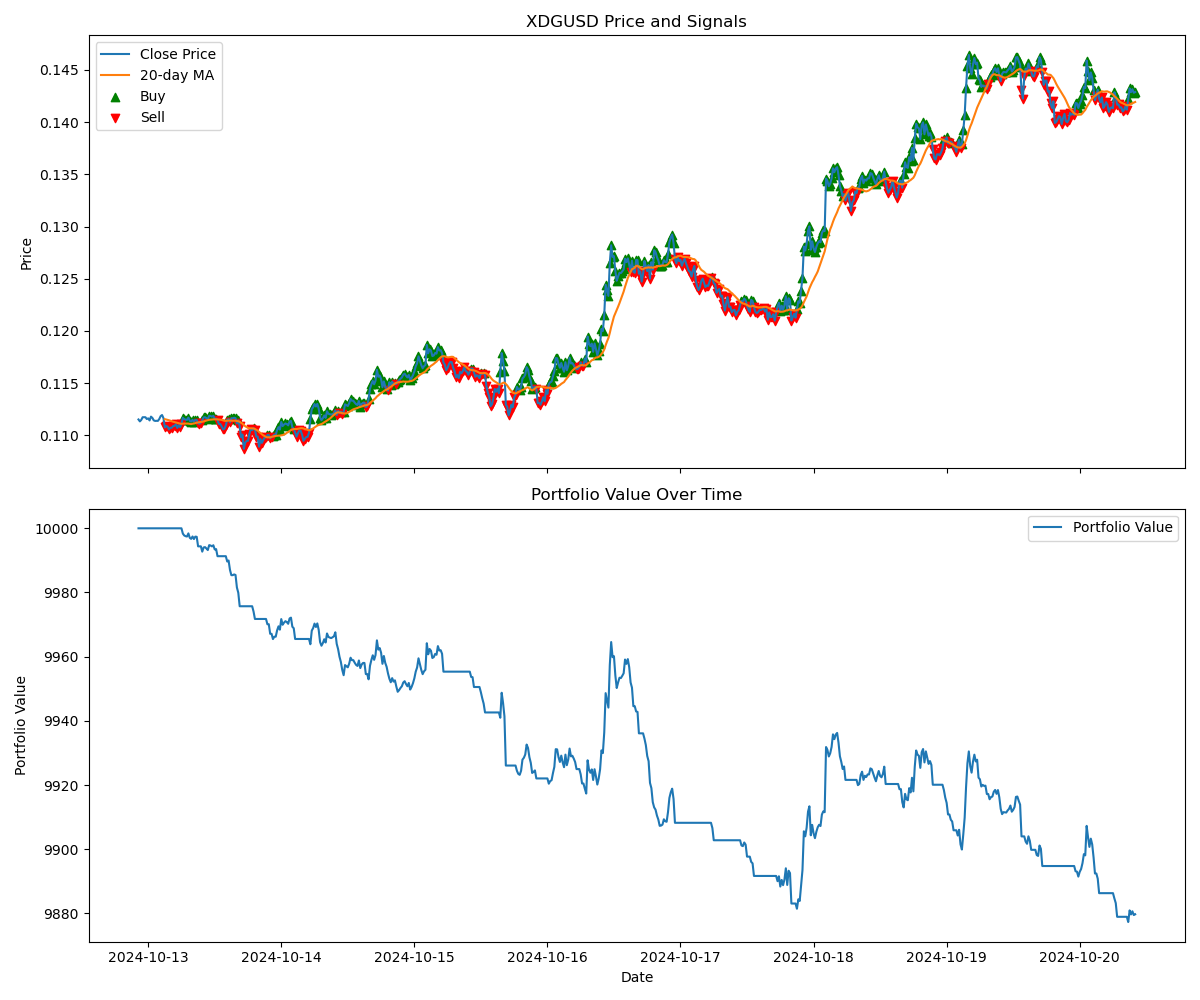 XDGUSD Price and Signals
Close Price
20-day MA
Buy
Sell
Price
0.145
0.140
0.135
0.130
0.125
0.120
0.115
0.110
Portfolio Value Over Time
Portfolio Value
Portfolio Value
10000
9980
9960
9940
9920
9900
9880
2024-10-13
2024-10-14
2024-10-15
2024-10-16
2024-10-17
2024-10-18
2024-10-19
2024-10-20
Date